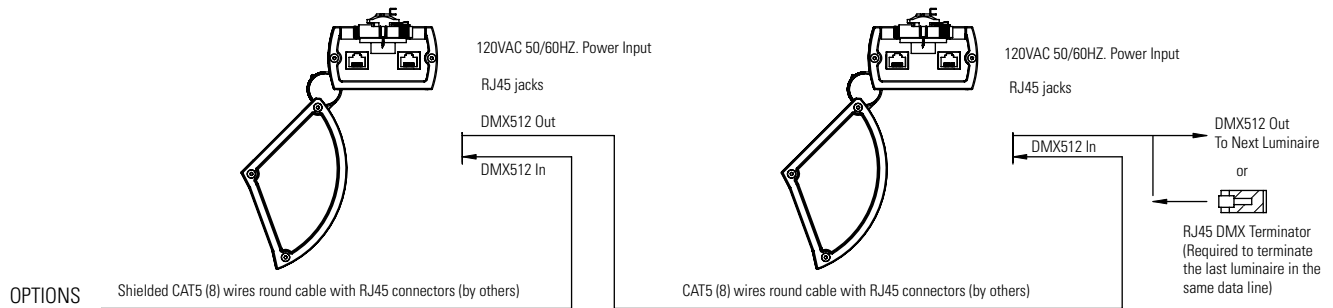 120VAC 50/60HZ. Power Input
RJ45 jacks
DMX512 Out
DMX512 In
120VAC 50/60HZ. Power Input
RJ45 jacks
DMX512 In
DMX512 Out
To Next Luminaire
or
RJ45 DMX Terminator
(Required to terminate
the last luminaire in the
same data line)
OPTIONS
Shielded CAT5 (8) wires round cable with RJ45 connectors (by others)
CAT5 (8) wires round cable with RJ45 connectors (by others)